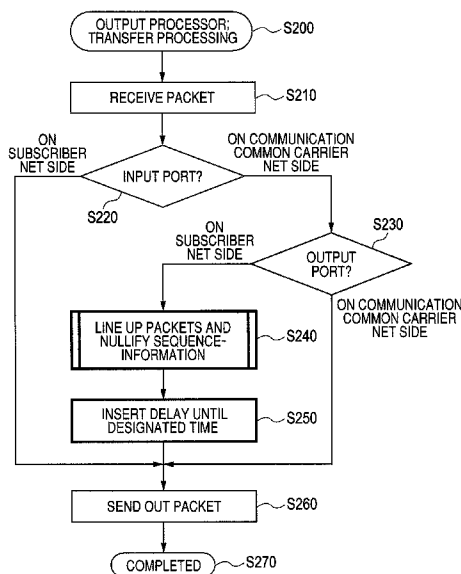 OUTPUT PROCESSOR;
TRANSFER PROCESSING
S200
RECEIVE PACKET
S210
ON
SUBSCRIBER
NET SIDE
INPUT PORT?
S220
ON COMMUNICATION
COMMON CARRIER
NET SIDE
ON
SUBSCRIBER
NET SIDE
OUTPUT
PORT?
S230
ON COMMUNICATION
COMMON CARRIER
NET SIDE
LINE UP PACKETS AND
NULLIFY SEQUENCE-
INFORMATION
S240
INSERT DELAY UNTIL
DESIGNATED TIME
S250
SEND OUT PACKET
S260
COMPLETED
S270